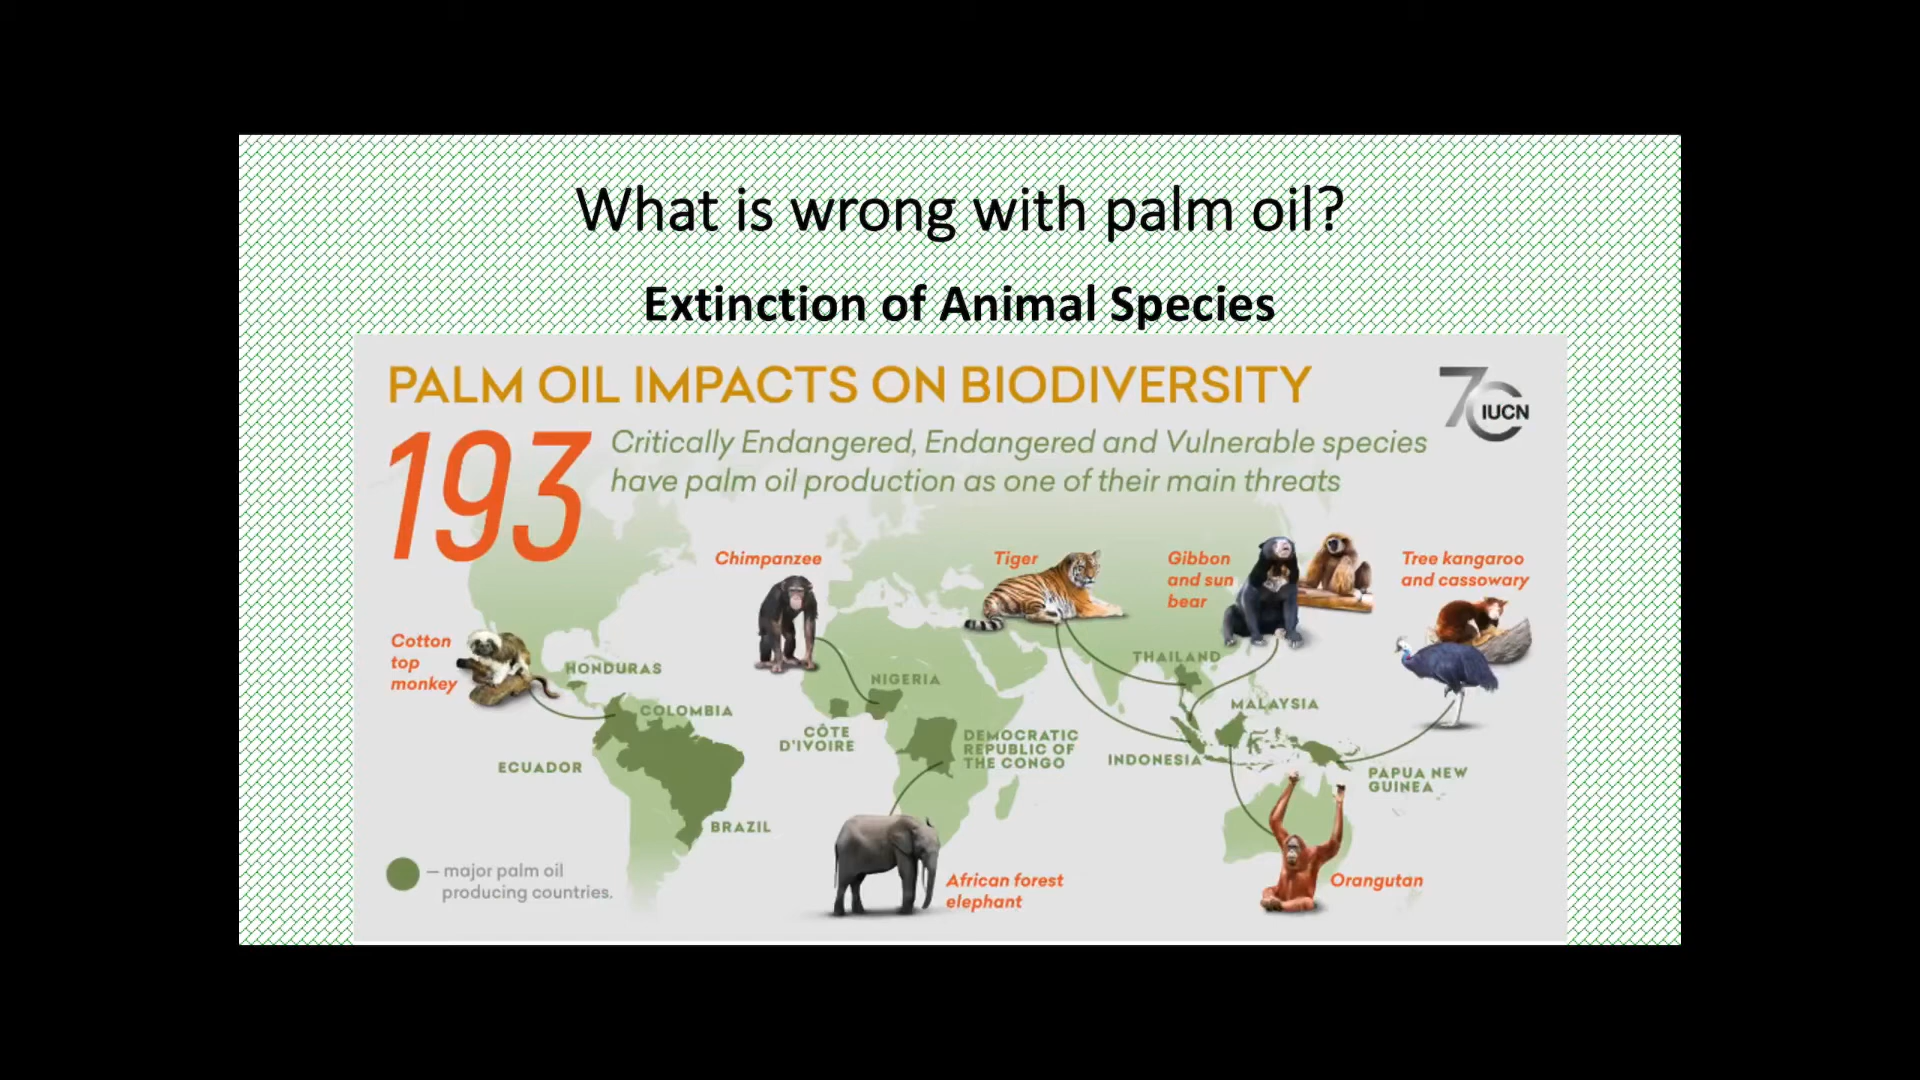 What is wrong with palm oil?
Extinction of Animal Species
PALM OIL IMPACTS ON BIODIVERSITY
70 IUCN
193
Critically Endangered, Endangered and Vulnerable species
have palm oil production as one of their main threats
Chimpanzee
Tiger
Gibbon
and sun
bear
Tree kangaroo
and cassowary
Cotton
top
monkey
HONDURAS
COLOMBIA
ECUADOR
BRAZIL
NIGERIA
CÔTE
D'IVOIRE
DEMOCRATIC
REPUBLIC OF
THE CONGO
THAILAND
MALAYSIA
INDONESIA
PAPUA NEW
GUINEA
African forest
elephant
Orangutan
– major palm oil
producing countries.